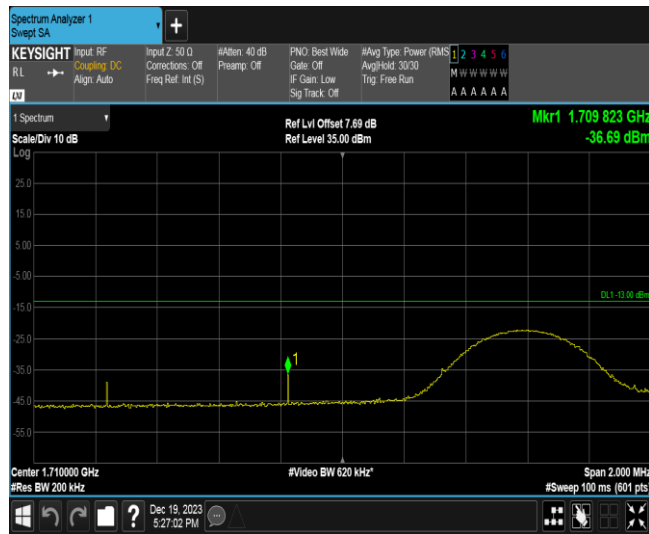 Spectrum Analyzer 1
Swept SA
+
KEYSIGHT
RL
LXI
Input: RF
Coupling: DC
Align: Auto
Input Z: 50 Ω
Corrections: Off
Freq Ref: Int (S)
#Atten: 40 dB
Preamp: Off
PNO: Best Wide
Gate: Off
IF Gain: Low
Sig Track: Off
#Avg Type: Power (RMS
Avg|Hold: 30/30
Trig: Free Run
1 2 3 4 5 6
M W W W W W
A A A A A A
1 Spectrum
Scale/Div 10 dB
Log
Ref Lvl Offset 7.69 dB
Ref Level 35.00 dBm
Mkr1 1.709 823 GHz
-36.69 dBm
25.0
15.0
5.00
-5.00
DL1 -13.00 dBm
-15.0
-25.0
1
-35.0
-45.0
-55.0
Center 1.710000 GHz
#Res BW 200 kHz
#Video BW 620 kHz*
Span 2.000 MHz
#Sweep 100 ms (601 pts)
?
Dec 19, 2023
5:27:02 PM